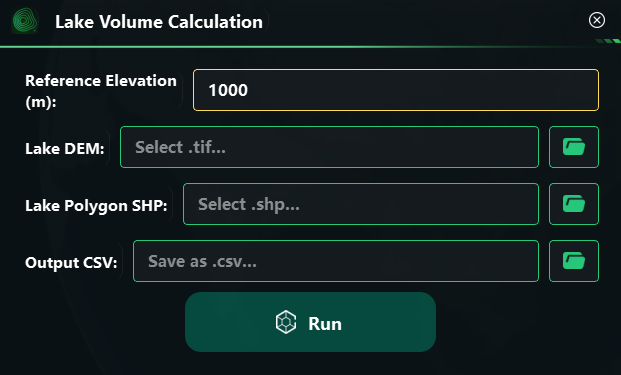 Lake Volume Calculation
Reference Elevation
(m):
1000
Lake DEM:
Select .tif...
Lake Polygon SHP:
Select .shp...
Output CSV:
Save as .csv...
Run